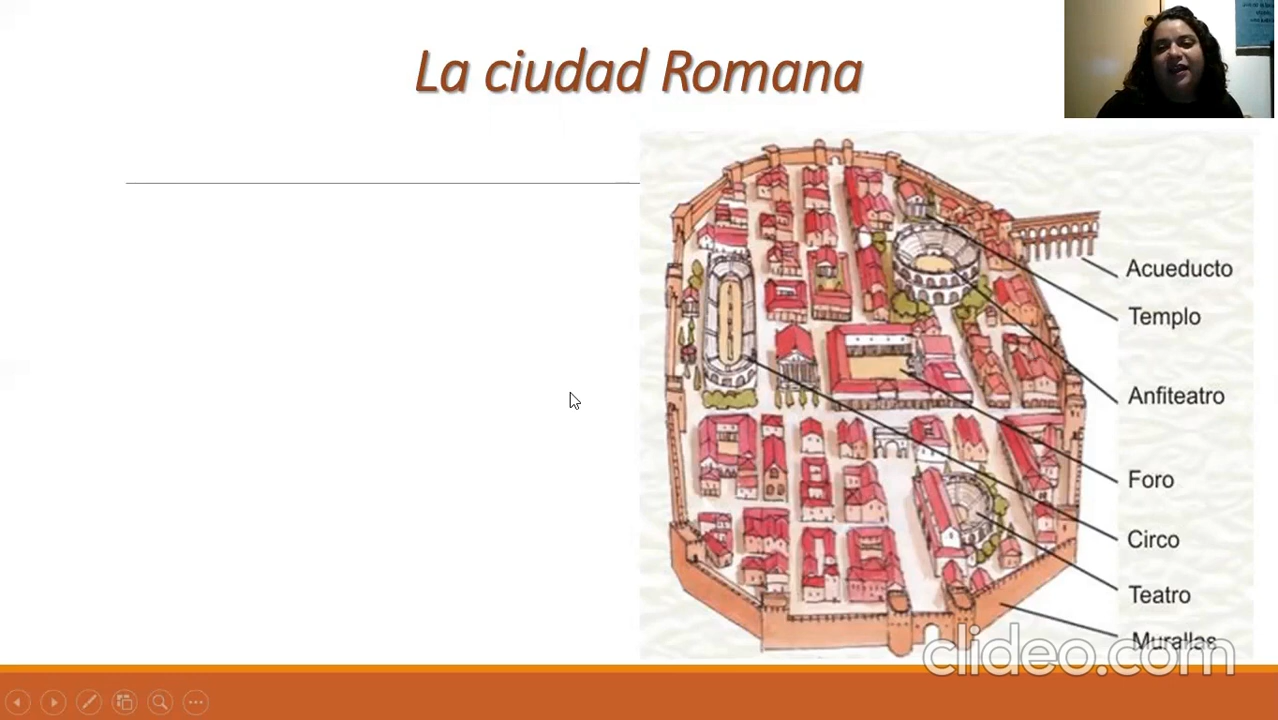 La ciudad Romana
Acueducto
Templo
Anfiteatro
Foro
Circo
Teatro
Murallas
clideo.com